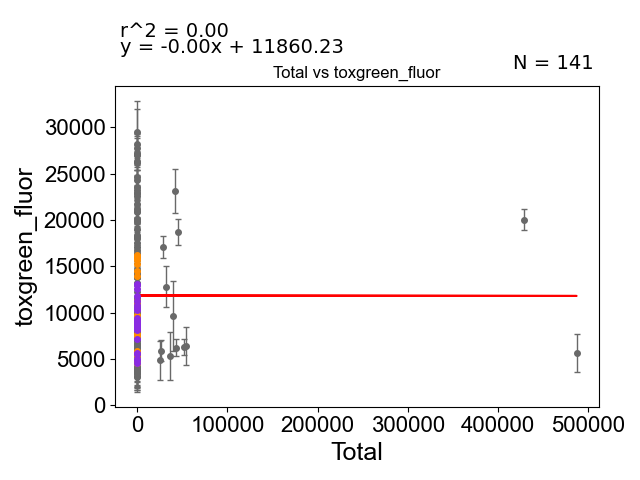 r^2 = 0.00
y = -0.00x + 11860.23
N = 141
Total vs toxgreen_fluor
30000
25000
20000
15000
10000
5000
0
toxgreen_fluor
0
100000
200000
300000
400000
500000
Total